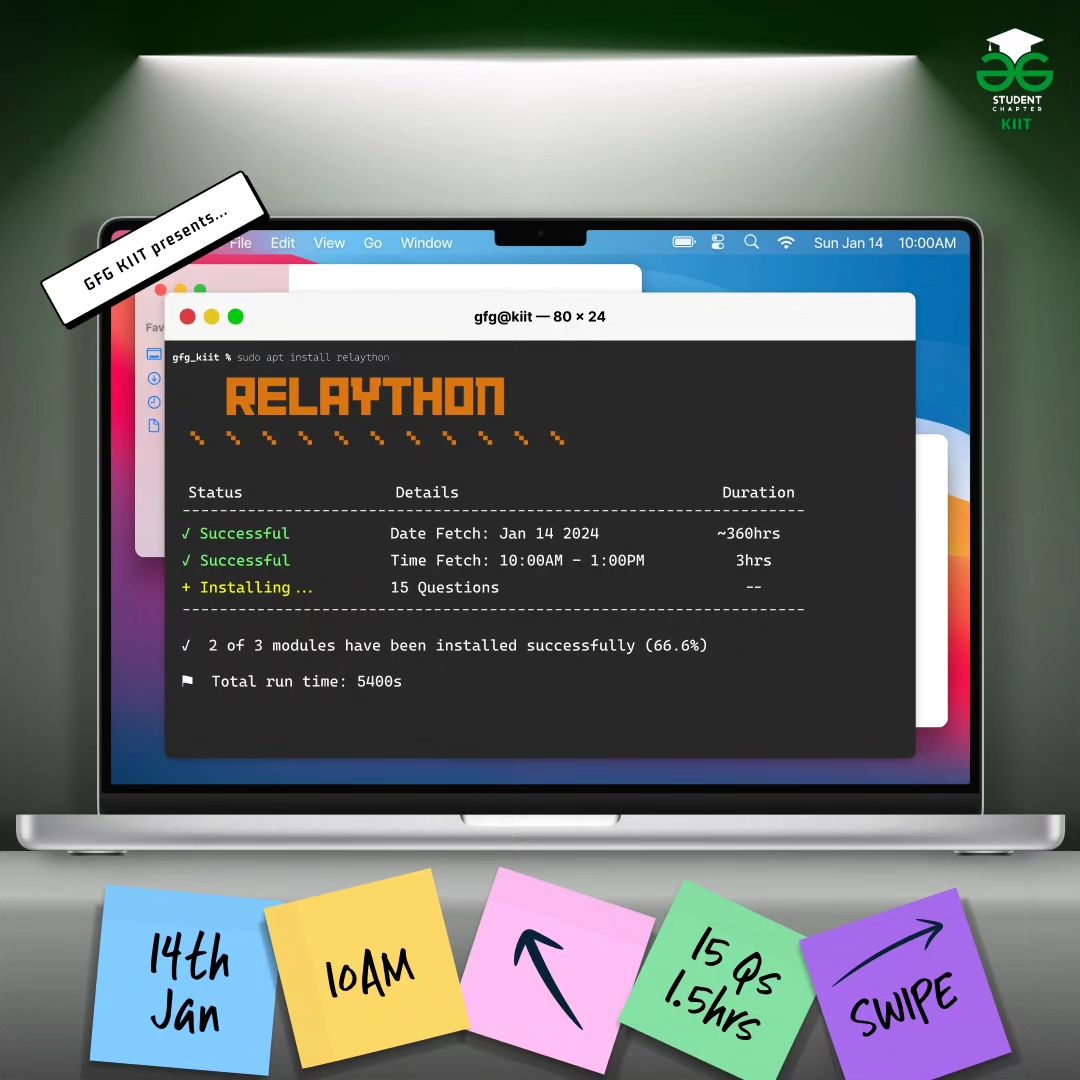 STUDENT
CHAPTER
KIIT
GFG KIIT presents...
File Edit View Go Window
Sun Jan 14 10:00AM
Fav
gfg@kiit — 80 × 24
gfg_kiit % sudo apt install relaython
RELAYTHON
Status Details Duration
√ Successful Date Fetch: Jan 14 2024 ~360hrs
√ Successful Time Fetch: 10:00AM - 1:00PM 3hrs
+ Installing... 15 Questions --
√ 2 of 3 modules have been installed successfully (66.6%)
Total run time: 5400s
14th
Jan
10AM
15 Qs
1.5hrs
SWIPE